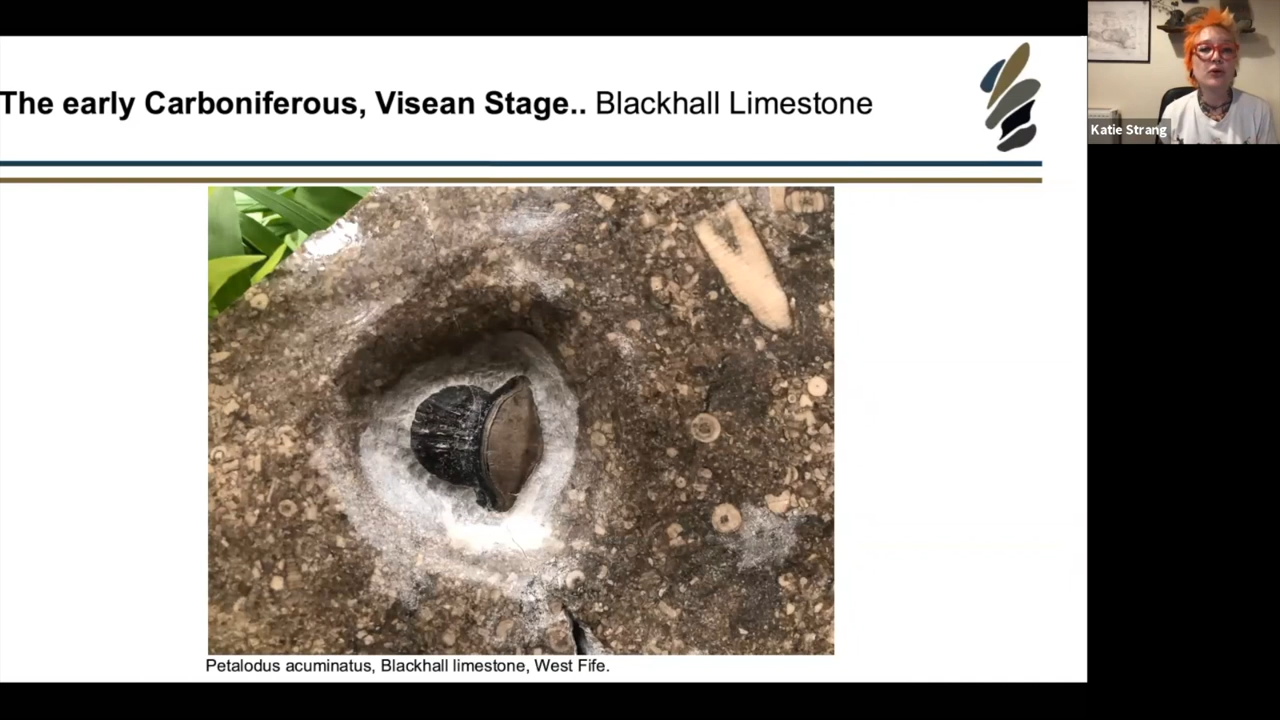 The early Carboniferous, Visean Stage.. Blackhall Limestone
Katie Strang
Petalodus acuminatus, Blackhall limestone, West Fife.